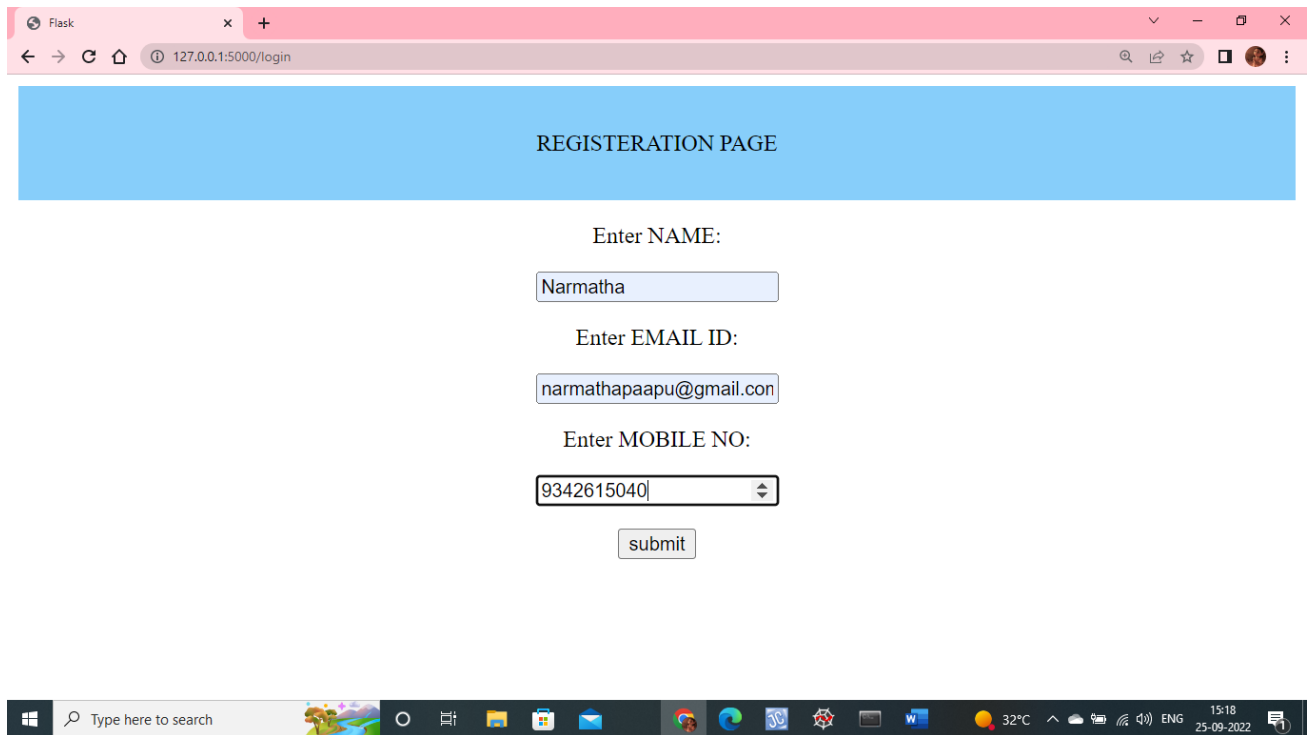 Flask
127.0.0.1:5000/login
REGISTERATION PAGE
Enter NAME:
Narmatha
Enter EMAIL ID:
narmathapaapu@gmail.con
Enter MOBILE NO:
9342615040
submit
Type here to search
32°C
ENG
15:18
25-09-2022
1